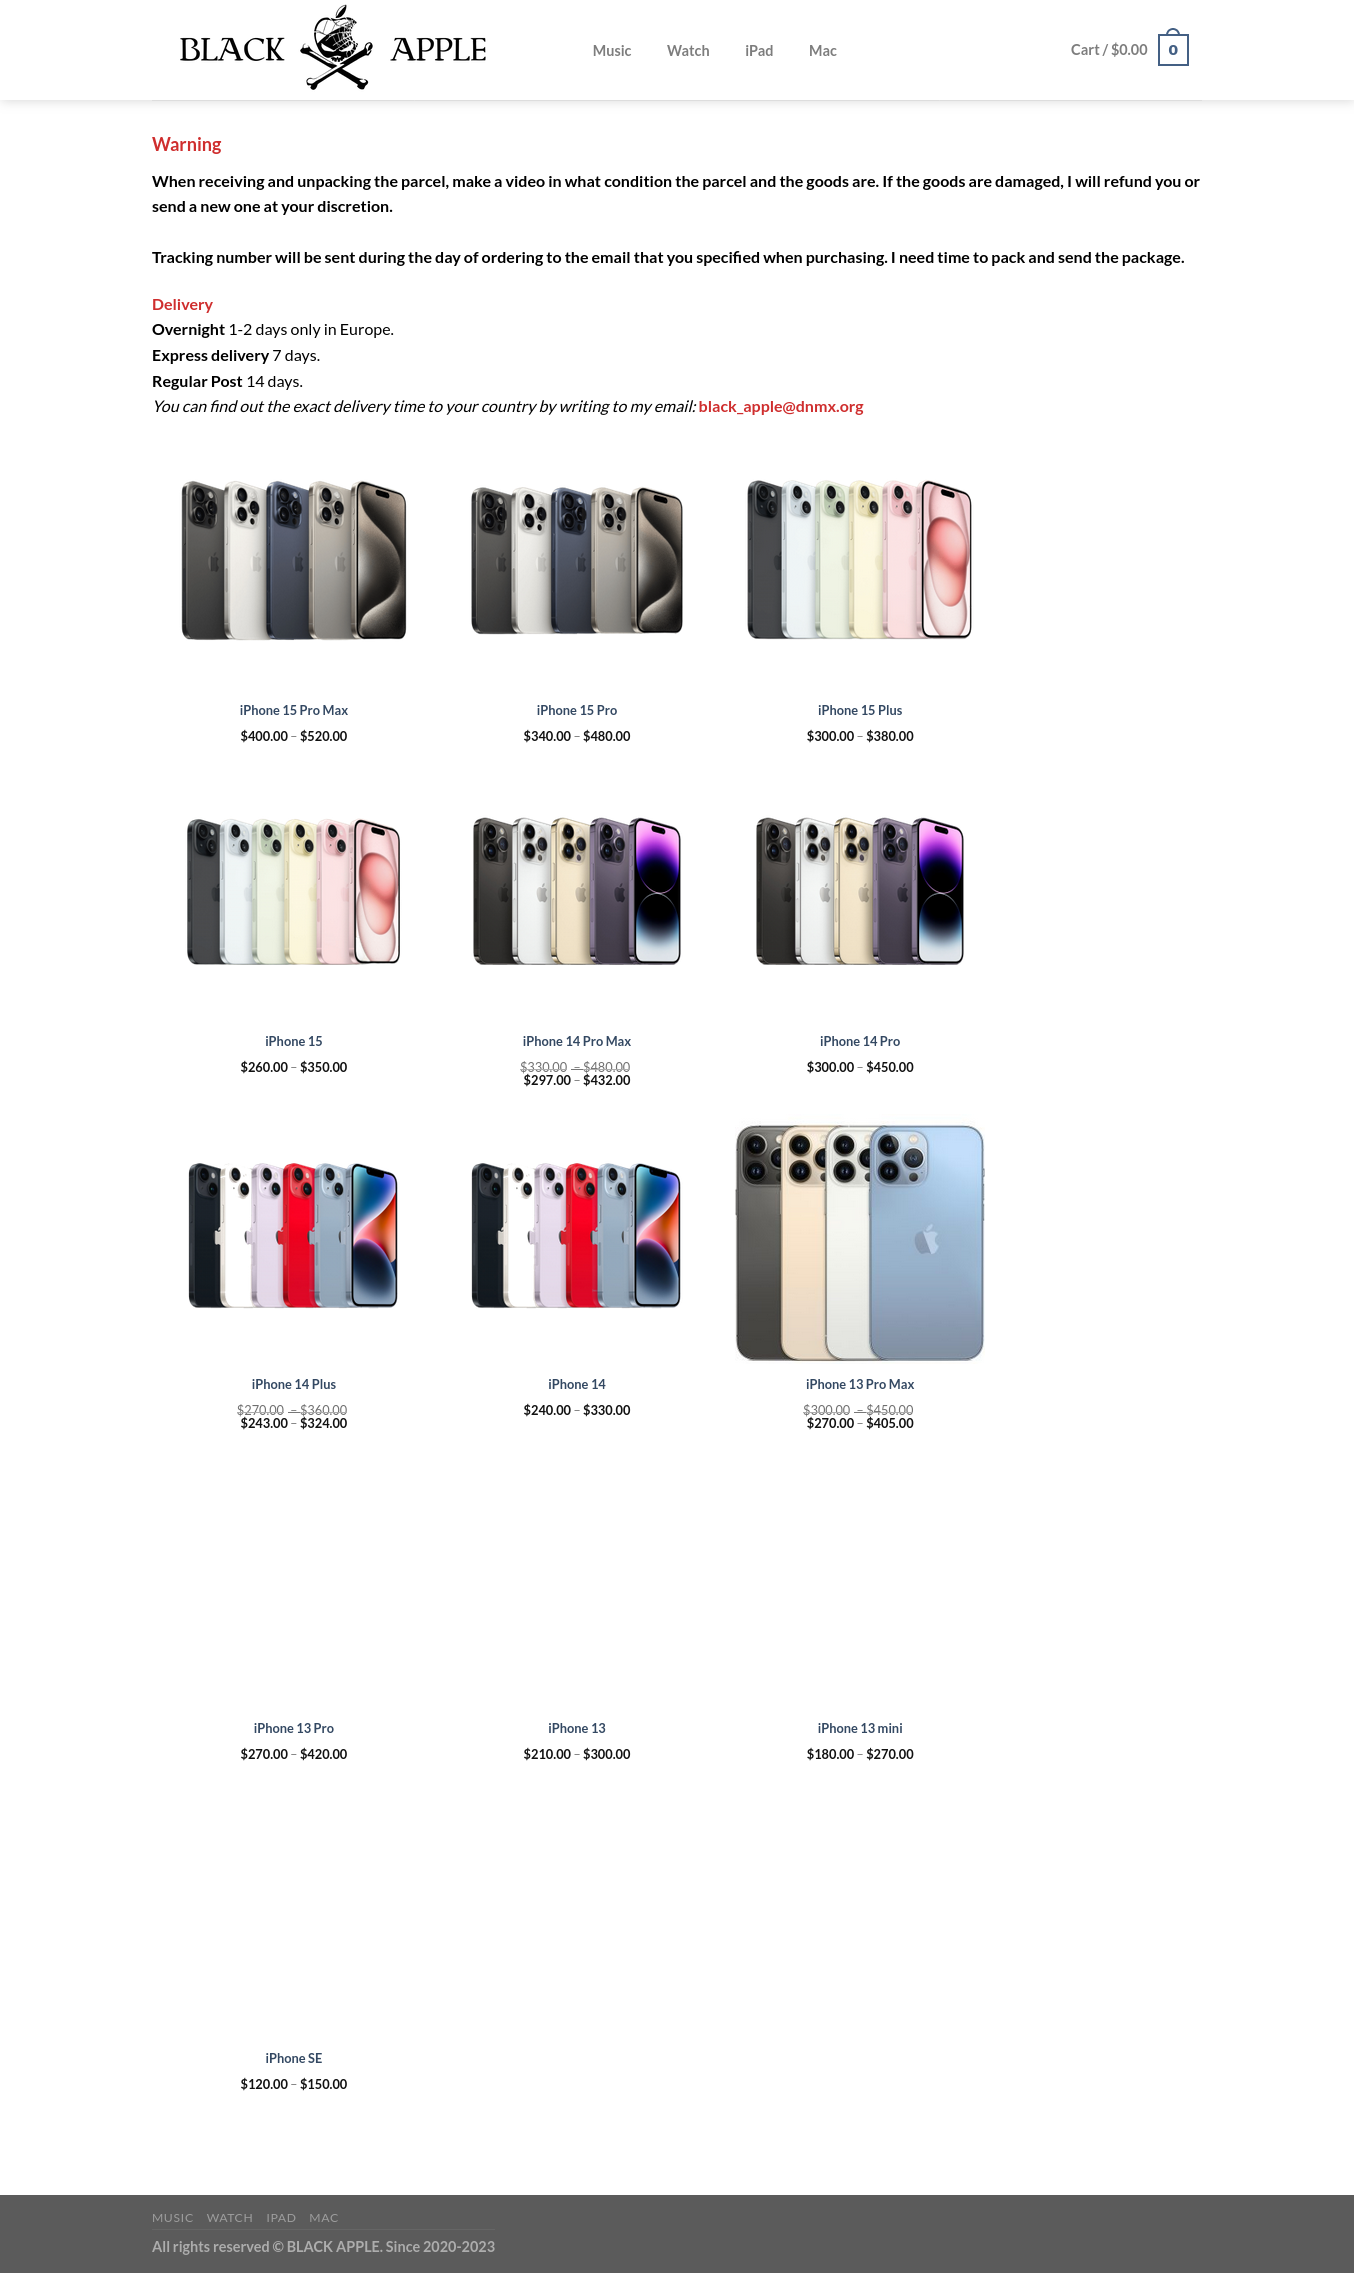 BLACK APPLE
Music Watch iPad Mac
Cart / $0.00 0
Warning
When receiving and unpacking the parcel, make a video in what condition the parcel and the goods are. If the goods are damaged, I will refund you or
send a new one at your discretion.
Tracking number will be sent during the day of ordering to the email that you specified when purchasing. I need time to pack and send the package.
Delivery
Overnight 1-2 days only in Europe.
Express delivery 7 days.
Regular Post 14 days.
You can find out the exact delivery time to your country by writing to my email: black_apple@dnmx.org
iPhone 15 Pro Max
$400.00 – $520.00
iPhone 15 Pro
$340.00 – $480.00
iPhone 15 Plus
$300.00 – $380.00
iPhone 15
$260.00 – $350.00
iPhone 14 Pro Max
$330.00 – $480.00
$297.00 – $432.00
iPhone 14 Pro
$300.00 – $450.00
iPhone 14 Plus
$270.00 – $360.00
$243.00 – $324.00
iPhone 14
$240.00 – $330.00
iPhone 13 Pro Max
$300.00 – $450.00
$270.00 – $405.00
iPhone 13 Pro
$270.00 – $420.00
iPhone 13
$210.00 – $300.00
iPhone 13 mini
$180.00 – $270.00
iPhone SE
$120.00 – $150.00
MUSIC WATCH IPAD MAC
All rights reserved © BLACK APPLE. Since 2020-2023